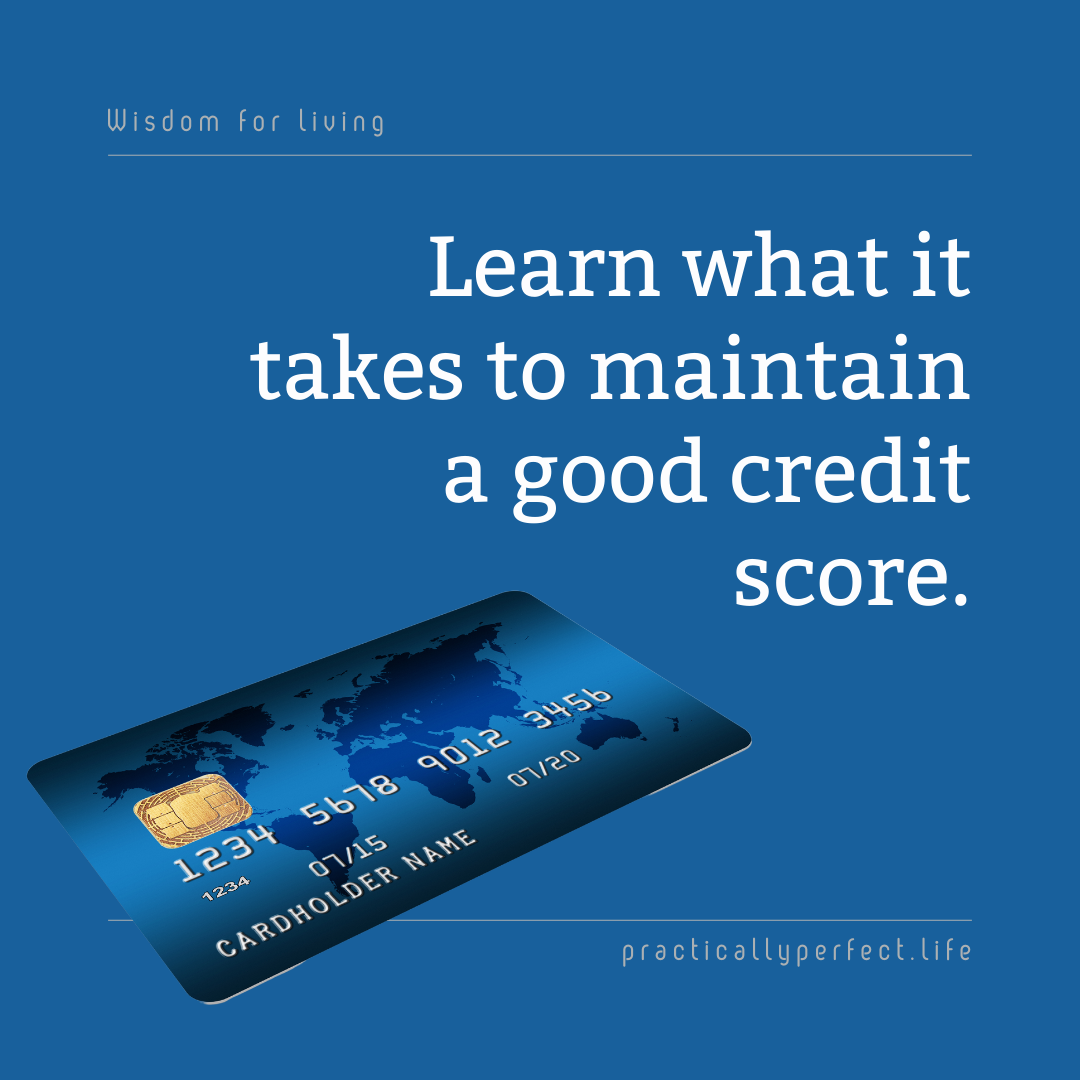 Wisdom for living
Learn what it
takes to maintain
a good credit
score.
1234 5678 9012 3456
1234
07/15
07/20
CARDHOLDER NAME
practicallyperfect.life